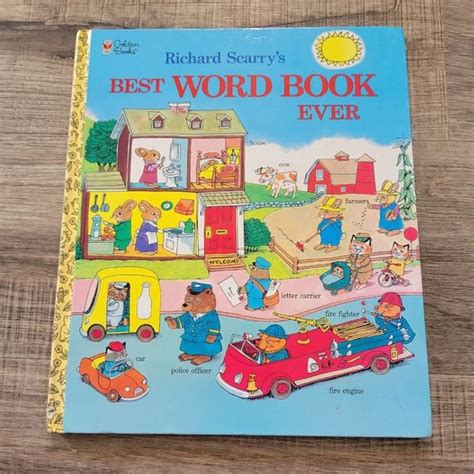 Golden
Books
Richard Scarry's
BEST WORD BOOK
EVER
house
cow
farmers
WELCOME
letter carrier
fire fighter
car
police officer
fire engine